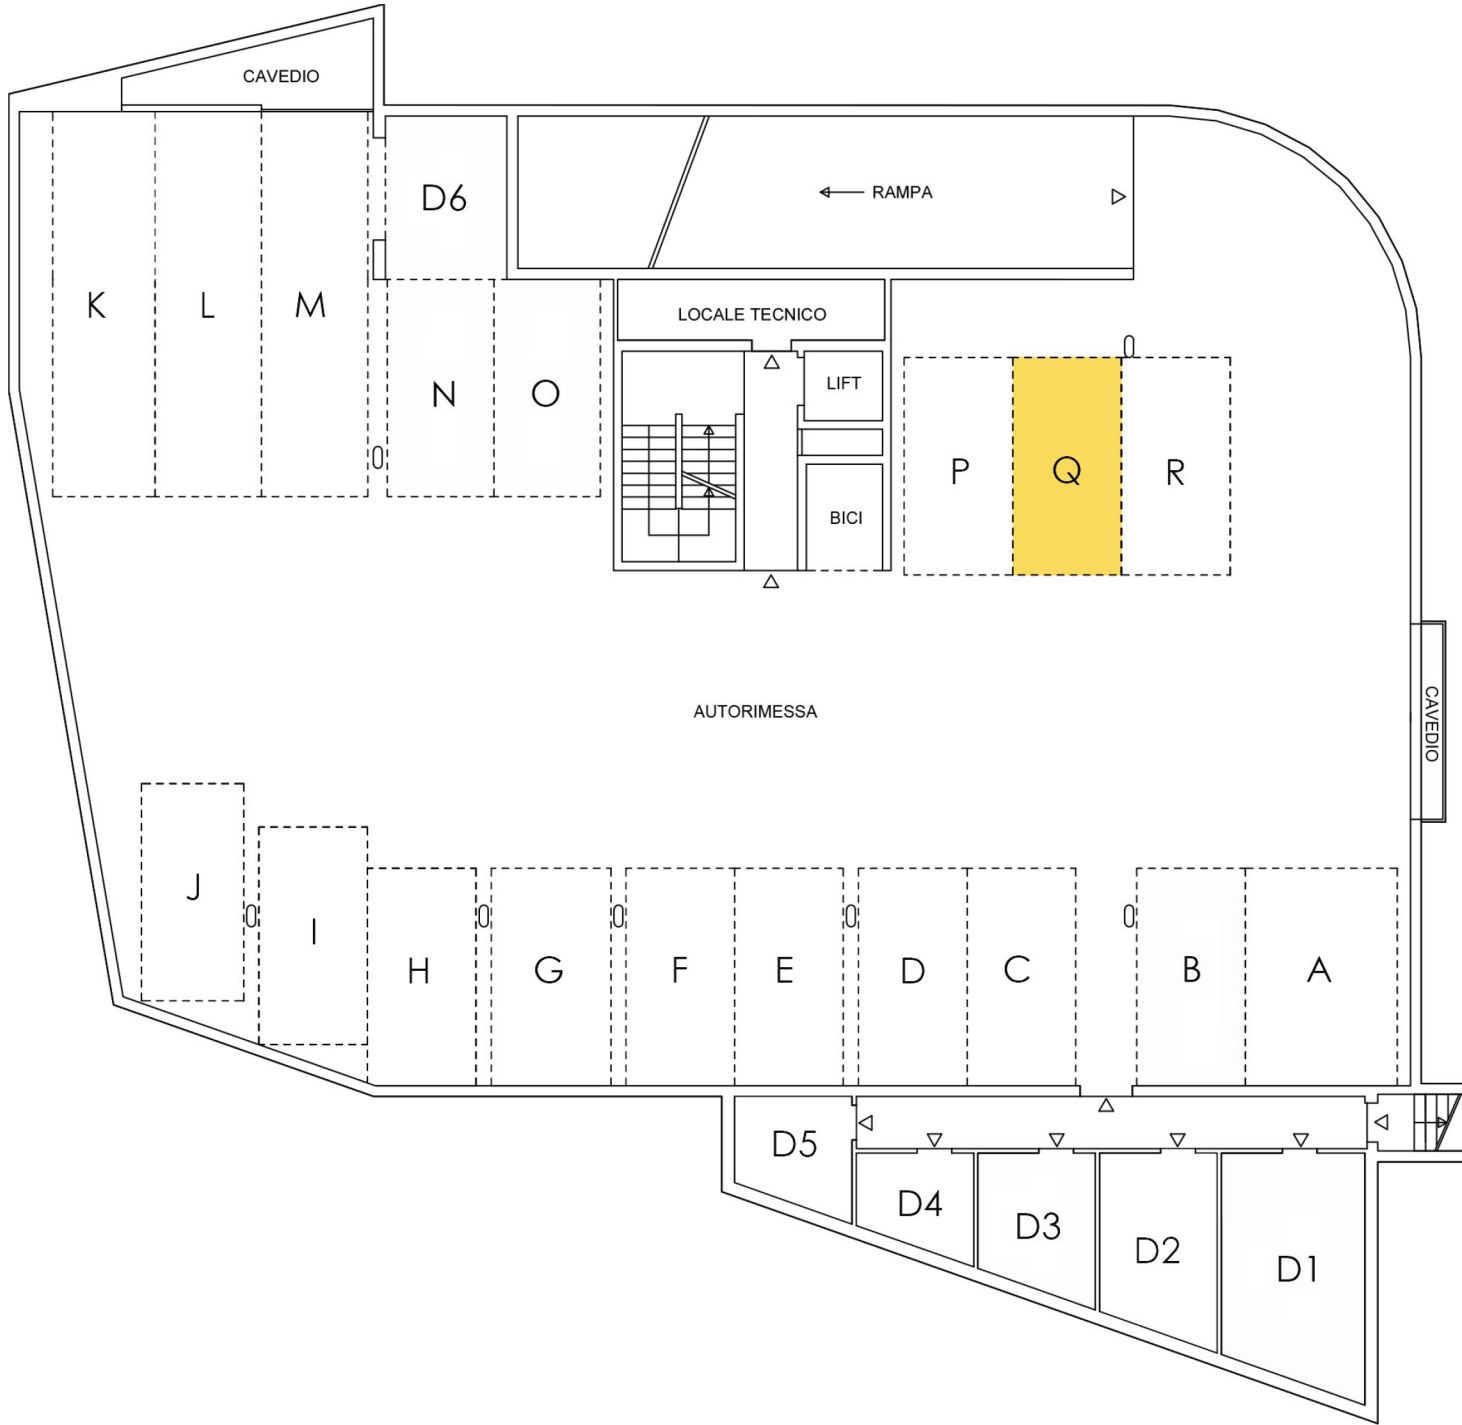 CAVEDIO
D6
RAMPA
K
L
M
LOCALE TECNICO
N
O
LIFT
P
Q
R
BICI
AUTORIMESSA
CAVEDIO
J
I
H
G
F
E
D
C
B
A
D5
D4
D3
D2
D1